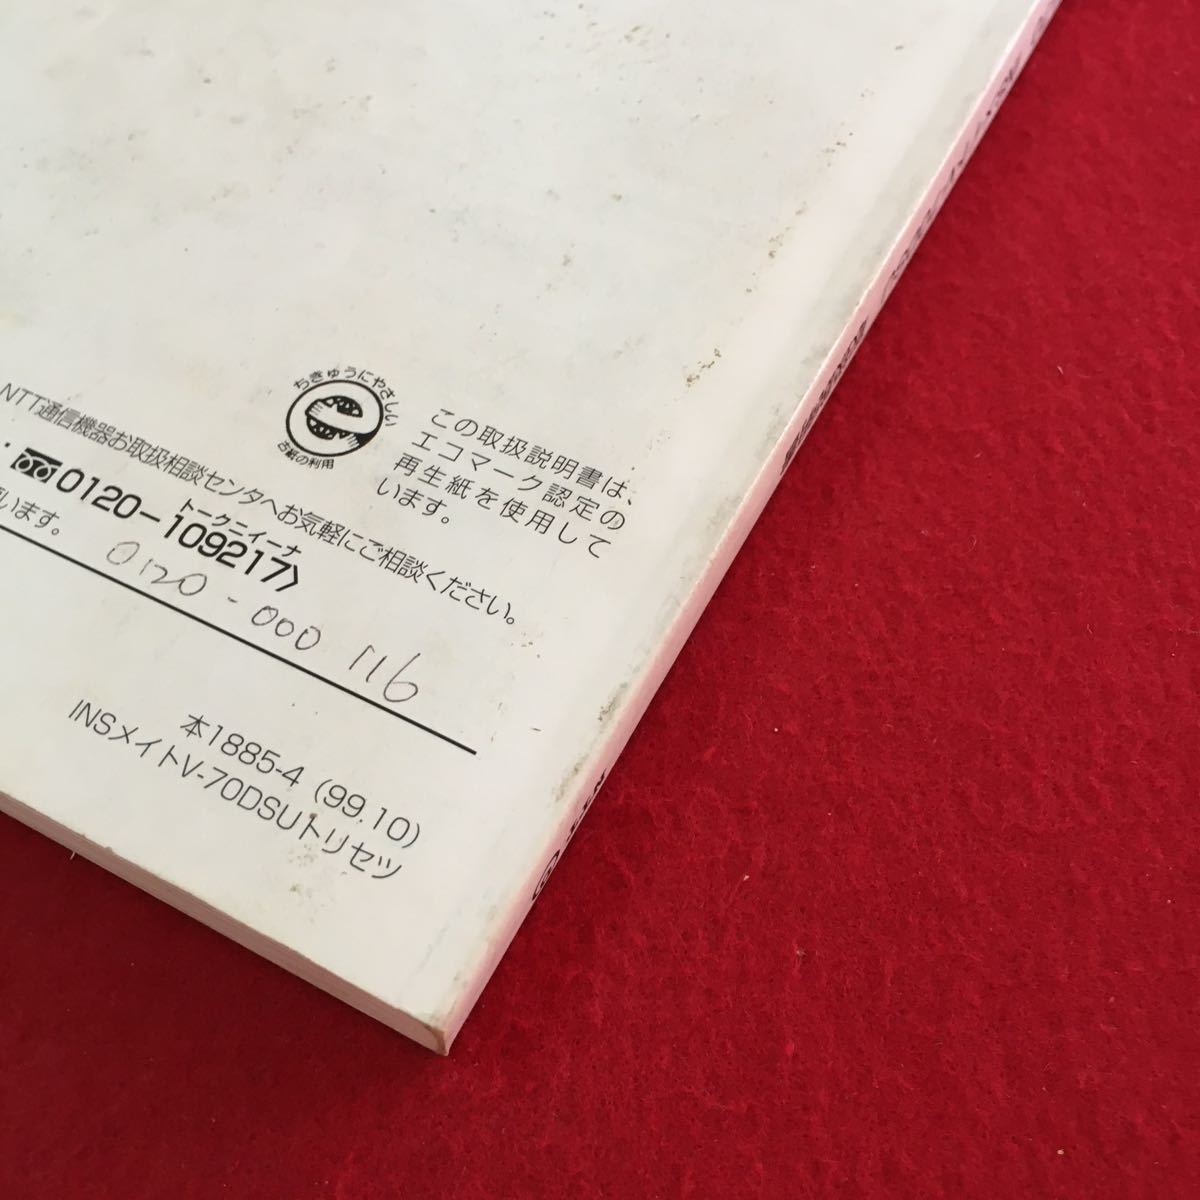 ちきゅうにやさしい
古紙の利用
この取扱説明書は、
エコマーク認定の
再生紙を使用して
います。
NTT通信機器お取扱相談センタへお気軽にご相談ください。
トークニイーナ
0120-109217〉
います。
0120-000 116
本1885-4 (99.10)
INSメイトV-70DSUトリセツ